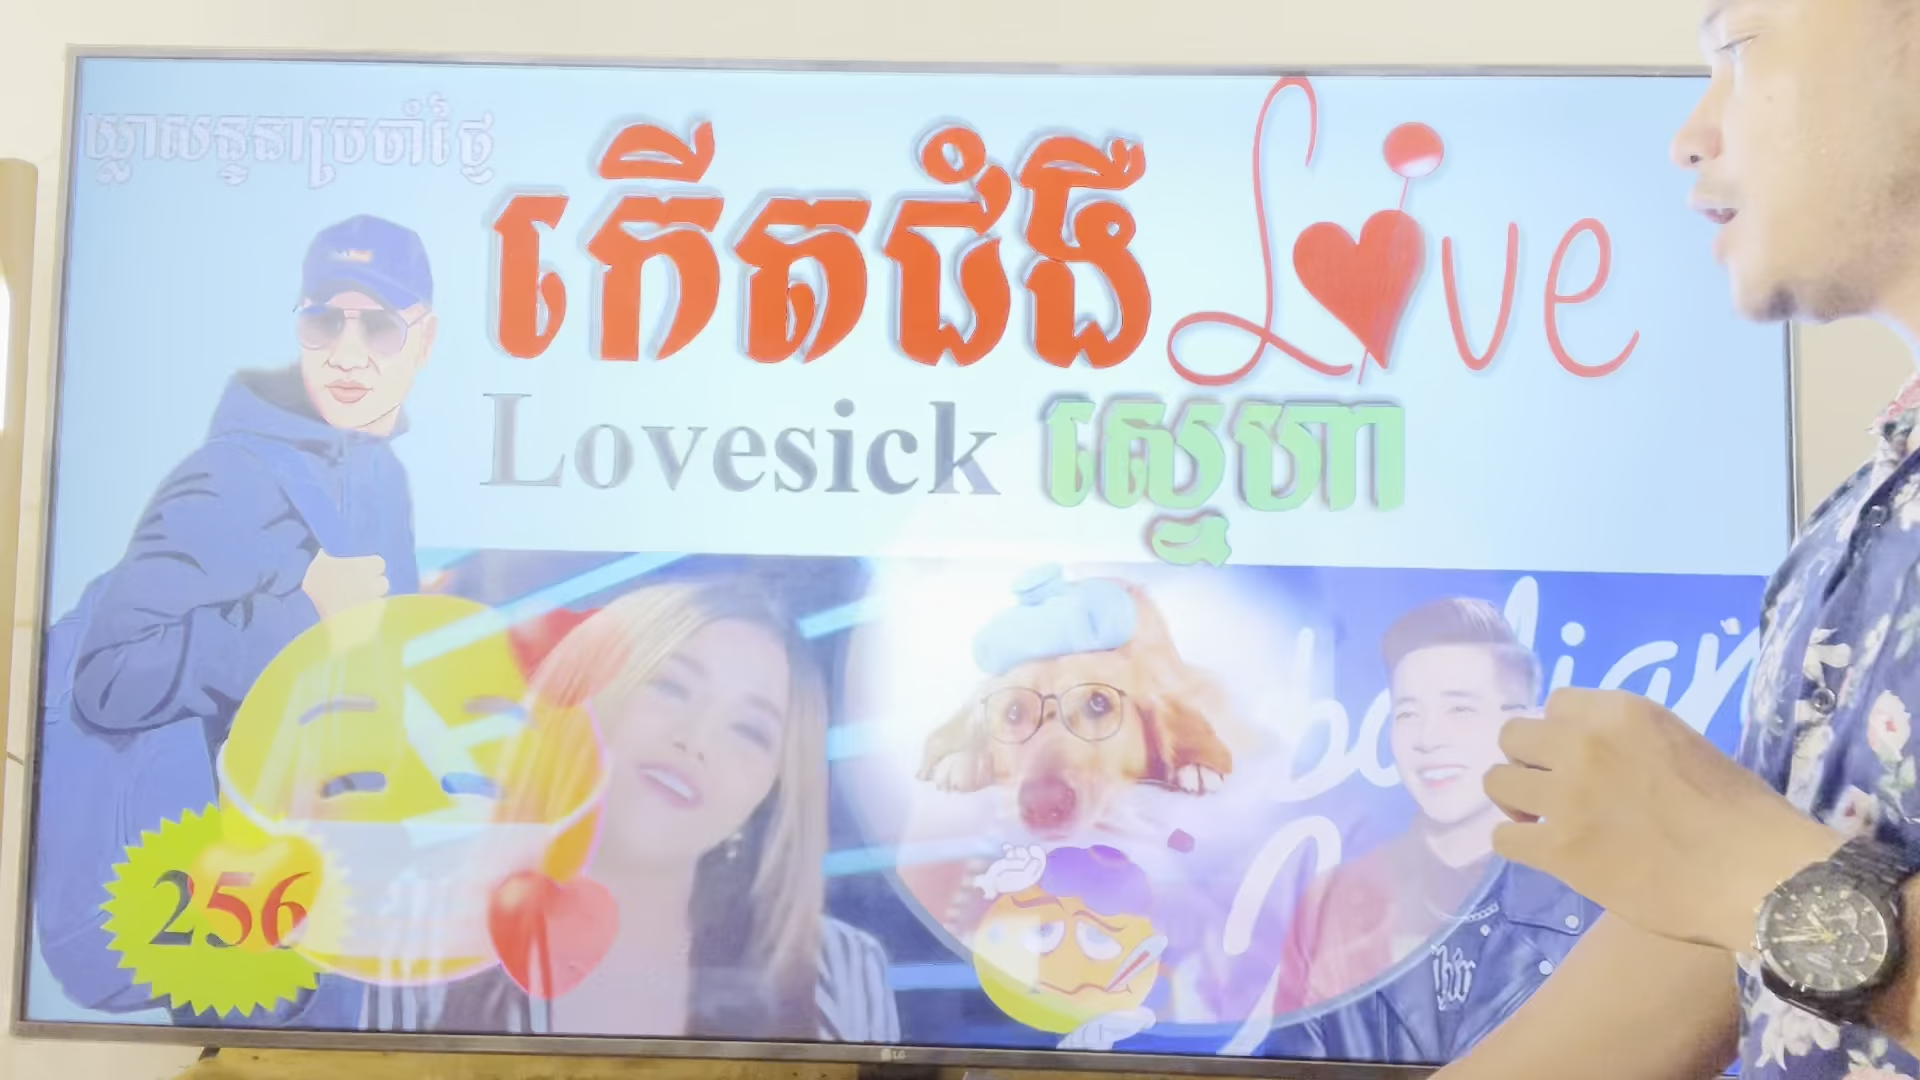 ឃ្លាសន្ទនាប្រចាំថ្ងៃ
កើតជំងឺ Love
Lovesick ស្នេហា
256
LG